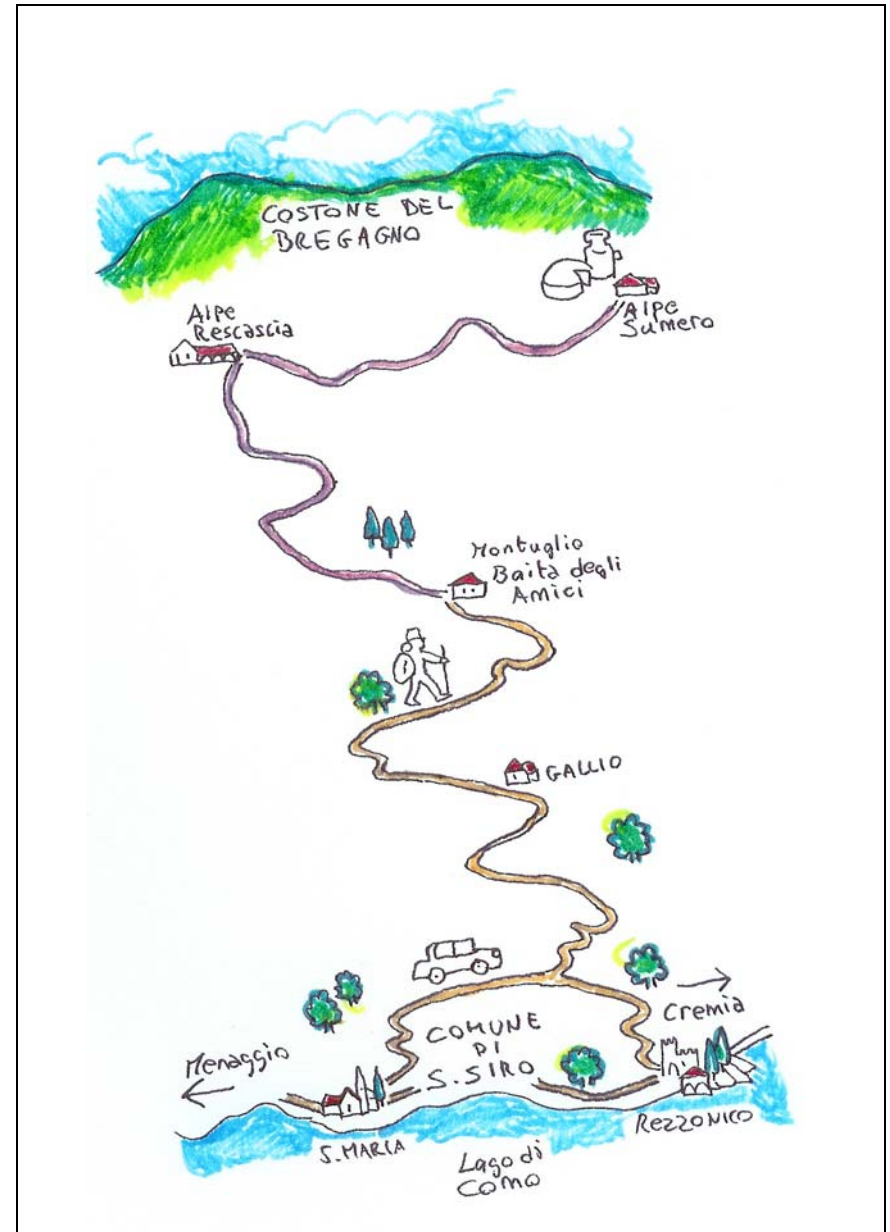 COSTONE DEL
BREGAGNO
Alpe
Rescascia
Alpe
Sumero
Montuglio
Baita degli
Amici
GALLIO
Cremia
COMUNE
DI
S. SIRO
Menaggio
S. MARIA
Lago di
Como
REZZONICO